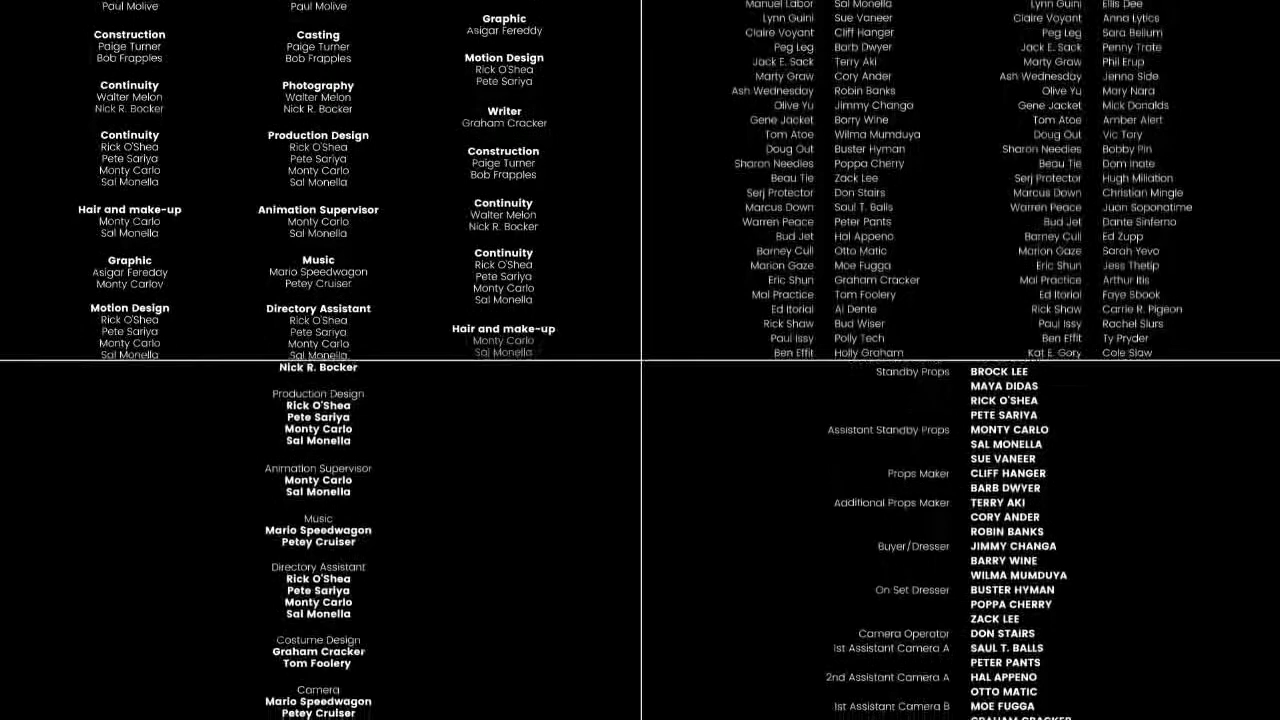 Paul Molive
Construction
Paige Turner
Bob Frapples
Continuity
Walter Melon
Nick R. Bocker
Continuity
Rick O'Shea
Pete Sariya
Monty Carlo
Sal Monella
Hair and make-up
Monty Carlo
Sal Monella
Graphic
Asigar Fereday
Monty Carlov
Motion Design
Rick O'Shea
Pete Sariya
Monty Carlo
Sal Monella
Paul Molive
Casting
Paige Turner
Bob Frapples
Photography
Walter Melon
Nick R. Bocker
Production Design
Rick O'Shea
Pete Sariya
Monty Carlo
Sal Monella
Animation Supervisor
Monty Carlo
Sal Monella
Music
Mario Speedwagon
Petey Cruiser
Directory Assistant
Rick O'Shea
Pete Sariya
Monty Carlo
Sal Monella
Graphic
Asigar Fereddy
Motion Design
Rick O'Shea
Pete Sariya
Writer
Graham Cracker
Construction
Paige Turner
Bob Frapples
Continuity
Walter Melon
Nick R. Bocker
Continuity
Rick O'Shea
Pete Sariya
Monty Carlo
Sal Monella
Hair and make-up
Monty Carlo
Sal Monella
Manuel Labor Sal Monella
Lynn Guini Sue Vaneer
Claire Voyant Cliff Hanger
Peg Leg Barb Dwyer
Jack E. Sack Terry Aki
Marty Graw Cory Ander
Ash Wednesday Robin Banks
Olive Yu Jimmy Changa
Gene Jacket Barry Wine
Tom Atoe Wilma Mumduya
Doug Out Buster Hyman
Sharon Needles Poppa Cherry
Beau Tie Zack Lee
Serj Protector Don Stairs
Marcus Down Saul T. Balls
Warren Peace Peter Pants
Bud Jet Hal Appeno
Barney Cull Otto Matic
Marion Gaze Moe Fugga
Eric Shun Graham Cracker
Mal Practice Tom Foolery
Ed Itorial Al Dente
Rick Shaw Bud Wiser
Paul Issy Polly Tech
Ben Effit Holly Graham
Lynn Guini Ellis Dee
Claire Voyant Anna Lytics
Peg Leg Sara Bellum
Jack E. Sack Penny Trate
Marty Graw Phil Erup
Ash Wednesday Jenna Side
Olive Yu Mary Nara
Gene Jacket Mick Donalds
Tom Atoe Amber Alert
Doug Out Vic Tory
Sharon Needles Bobby Pin
Beau Tie Dom Inate
Serj Protector Hugh Miliation
Marcus Down Christian Mingle
Warren Peace Juan Soponatime
Bud Jet Dante Sinferno
Barney Cull Ed Zupp
Marion Gaze Sarah Yevo
Eric Shun Jess Thetip
Mal Practice Arthur Itis
Ed Itorial Faye Sbook
Rick Shaw Carrie R. Pigeon
Paul Issy Rachel Slurs
Ben Effit Ty Pryder
Kat E. Gory Cole Slaw
Nick R. Bocker
Production Design
Rick O'Shea
Pete Sariya
Monty Carlo
Sal Monella
Animation Supervisor
Monty Carlo
Sal Monella
Music
Mario Speedwagon
Petey Cruiser
Directory Assistant
Rick O'Shea
Pete Sariya
Monty Carlo
Sal Monella
Costume Design
Graham Cracker
Tom Foolery
Camera
Mario Speedwagon
Petey Cruiser
Standby Props BROCK LEE
MAYA DIDAS
RICK O'SHEA
PETE SARIYA
Assistant Standby Props MONTY CARLO
SAL MONELLA
SUE VANEER
Props Maker CLIFF HANGER
BARB DWYER
Additional Props Maker TERRY AKI
CORY ANDER
ROBIN BANKS
Buyer/Dresser JIMMY CHANGA
BARRY WINE
WILMA MUMDUYA
On Set Dresser BUSTER HYMAN
POPPA CHERRY
ZACK LEE
Camera Operator DON STAIRS
1st Assistant Camera A SAUL T. BALLS
PETER PANTS
2nd Assistant Camera A HAL APPENO
OTTO MATIC
1st Assistant Camera B MOE FUGGA
GRAHAM CRACKER